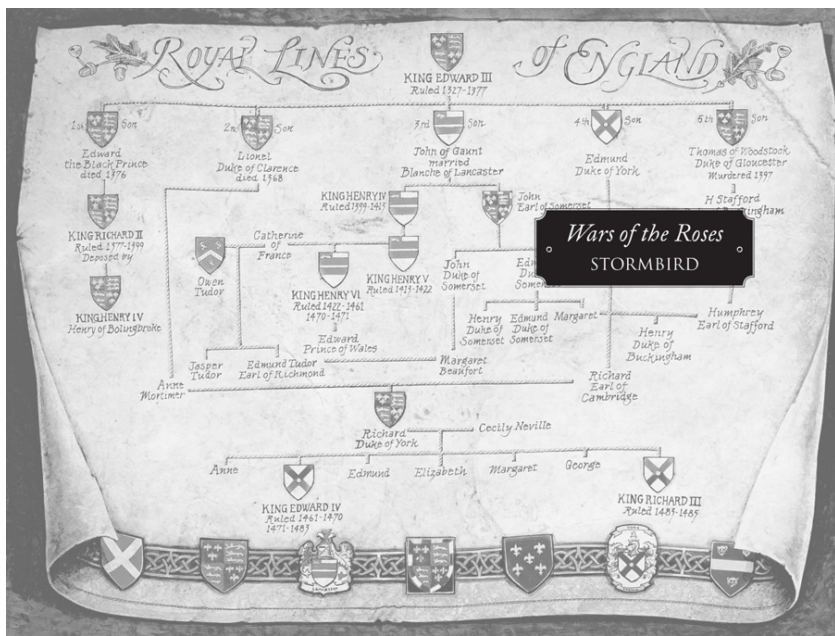 ROYAL LINES of ENGLAND
KING EDWARD III
Ruled 1327-1377
1st Son
2nd Son
3rd Son
4th Son
5th Son
Edward
the Black Prince
died 1376
Lionel
Duke of Clarence
died 1368
John of Gaunt
married
Blanche of Lancaster
Edmund
Duke of York
Thomas of Woodstock
Duke of Gloucester
Murdered 1397
KING RICHARD II
Ruled 1377-1399
Deposed by
KING HENRY IV
Henry of Bolingbroke
KING HENRY IV
Ruled 1399-1413
John
Earl of Somerset
H Stafford
Wars of the Roses
STORMBIRD
Owen
Tudor
Catherine
of
France
KING HENRY VI
Ruled 1422-1461
1470-1471
KING HENRY V
Ruled 1413-1422
John
Duke of
Somerset
Edward
Prince of Wales
Henry
Duke of
Somerset
Edmund
Duke of
Somerset
Margaret
Henry
Duke of
Buckingham
Humphrey
Earl of Stafford
Anne
Mortimer
Jasper
Tudor
Edmund Tudor
Earl of Richmond
Margaret
Beaufort
Richard
Earl of
Cambridge
Richard
Duke of York
Cecily Neville
Anne
KING EDWARD IV
Ruled 1461-1470
1471-1483
Edmund
Elizabeth
Margaret
George
KING RICHARD III
Ruled 1483-1485